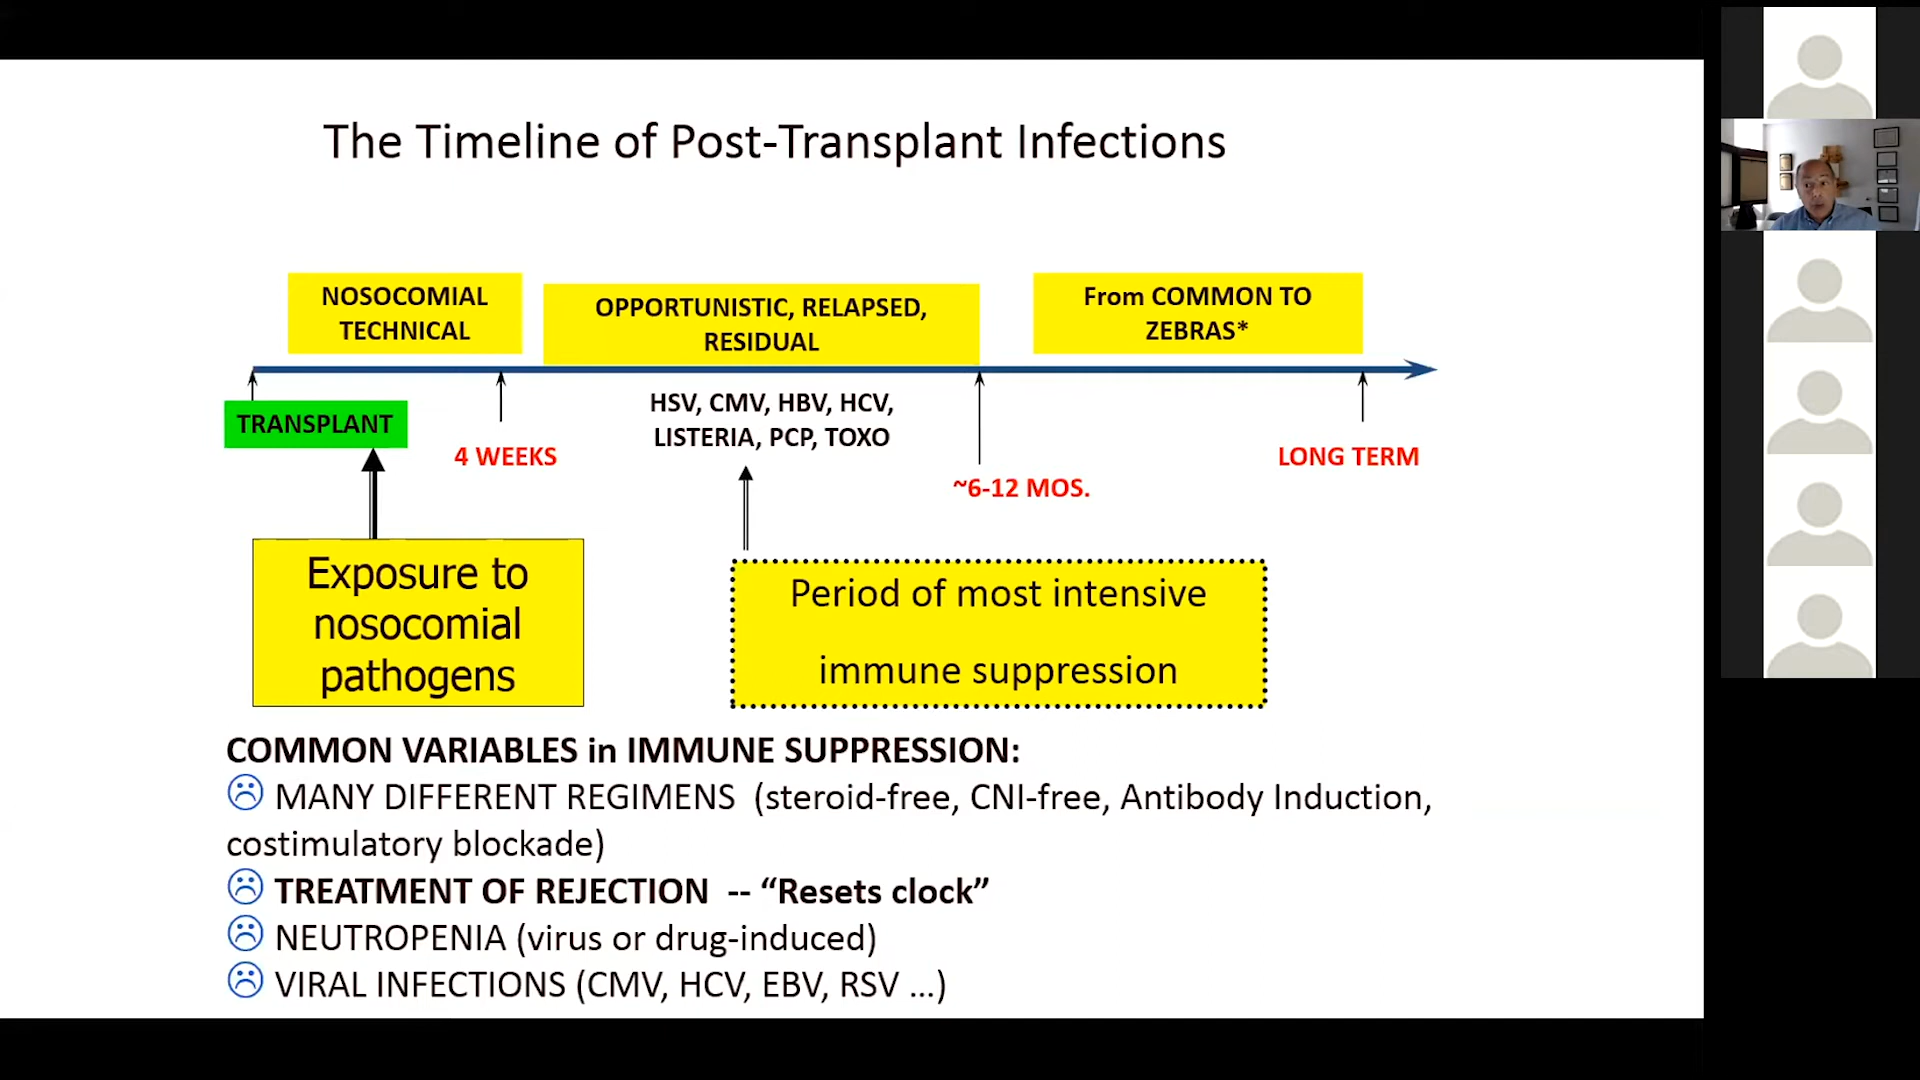 The Timeline of Post-Transplant Infections
NOSOCOMIAL
TECHNICAL
OPPORTUNISTIC, RELAPSED,
RESIDUAL
From COMMON TO
ZEBRAS*
TRANSPLANT
4 WEEKS
HSV, CMV, HBV, HCV,
LISTERIA, PCP, TOXO
~6-12 MOS.
LONG TERM
Exposure to
nosocomial
pathogens
Period of most intensive
immune suppression
COMMON VARIABLES in IMMUNE SUPPRESSION:
☹ MANY DIFFERENT REGIMENS (steroid-free, CNI-free, Antibody Induction,
costimulatory blockade)
☹ TREATMENT OF REJECTION -- “Resets clock”
☹ NEUTROPENIA (virus or drug-induced)
☹ VIRAL INFECTIONS (CMV, HCV, EBV, RSV ...)